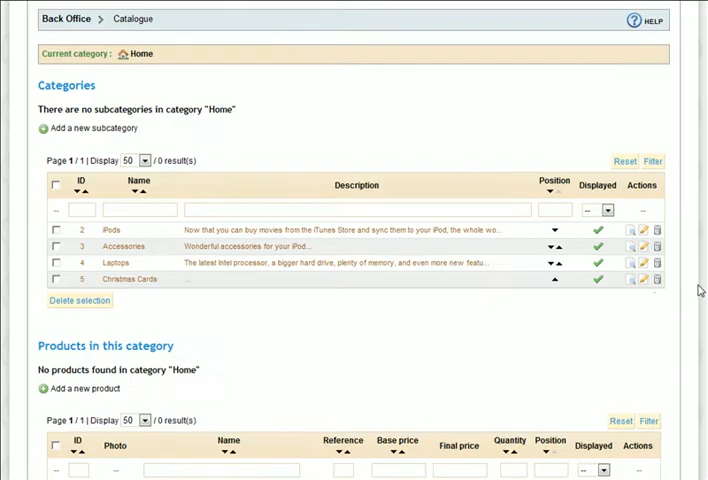 Back Office > Catalogue HELP
Current category : Home
Categories
There are no subcategories in category "Home"
Add a new subcategory
Page 1 / 1 | Display 50 / 0 result(s) Reset Filter
ID Name Description Position Displayed Actions
-- -- --
2 iPods Now that you can buy movies from the iTunes Store and sync them to your iPod, the whole wo...
3 Accessories Wonderful accessories for your iPod...
4 Laptops The latest Intel processor, a bigger hard drive, plenty of memory, and even more new featu...
5 Christmas Cards ...
Delete selection
Products in this category
No products found in category "Home"
Add a new product
Page 1 / 1 | Display 50 / 0 result(s) Reset Filter
ID Photo Name Reference Base price Final price Quantity Position Displayed Actions
-- -- -- -- --